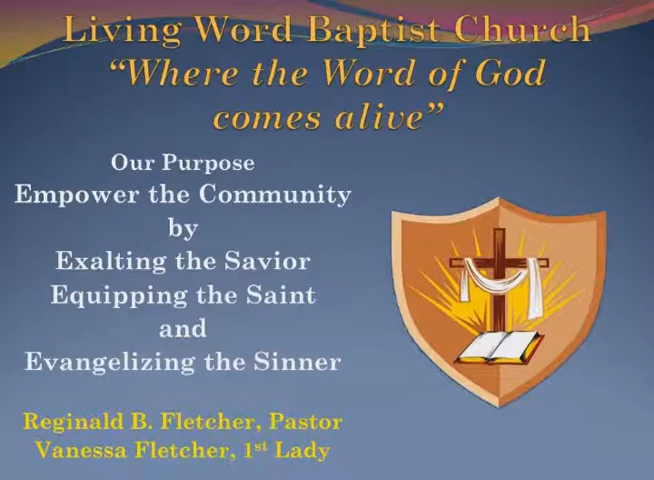 Living Word Baptist Church
“Where the Word of God
comes alive”
Our Purpose
Empower the Community
by
Exalting the Savior
Equipping the Saint
and
Evangelizing the Sinner
Reginald B. Fletcher, Pastor
Vanessa Fletcher, 1st Lady